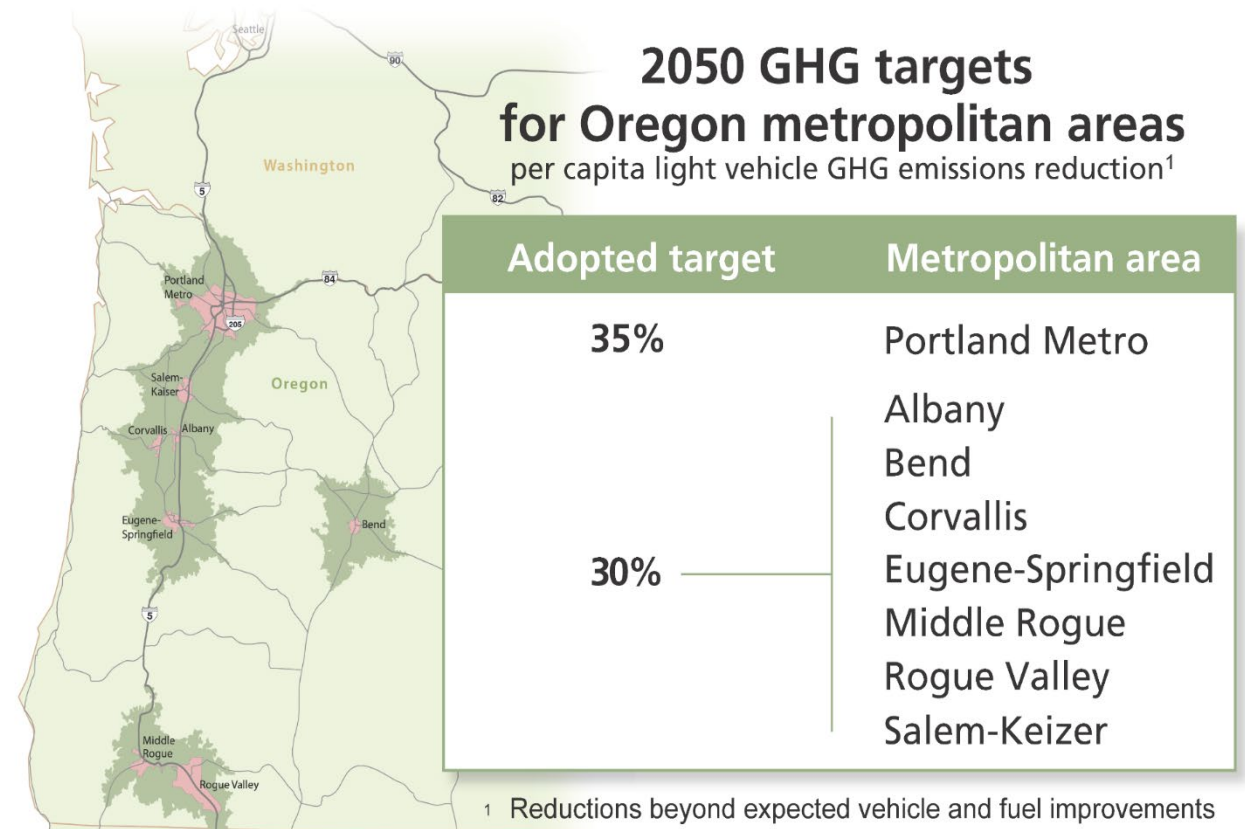 2050 GHG targets
for Oregon metropolitan areas
per capita light vehicle GHG emissions reduction¹
Adopted target Metropolitan area
35% Portland Metro
Albany
Bend
Corvallis
30% Eugene-Springfield
Middle Rogue
Rogue Valley
Salem-Keizer
1 Reductions beyond expected vehicle and fuel improvements
Seattle
90
Washington
5
82
Portland
Metro
84
205
Salem-
Kaiser
Oregon
Corvallis
Albany
Eugene-
Springfield
Bend
5
Middle
Rogue
Rogue Valley